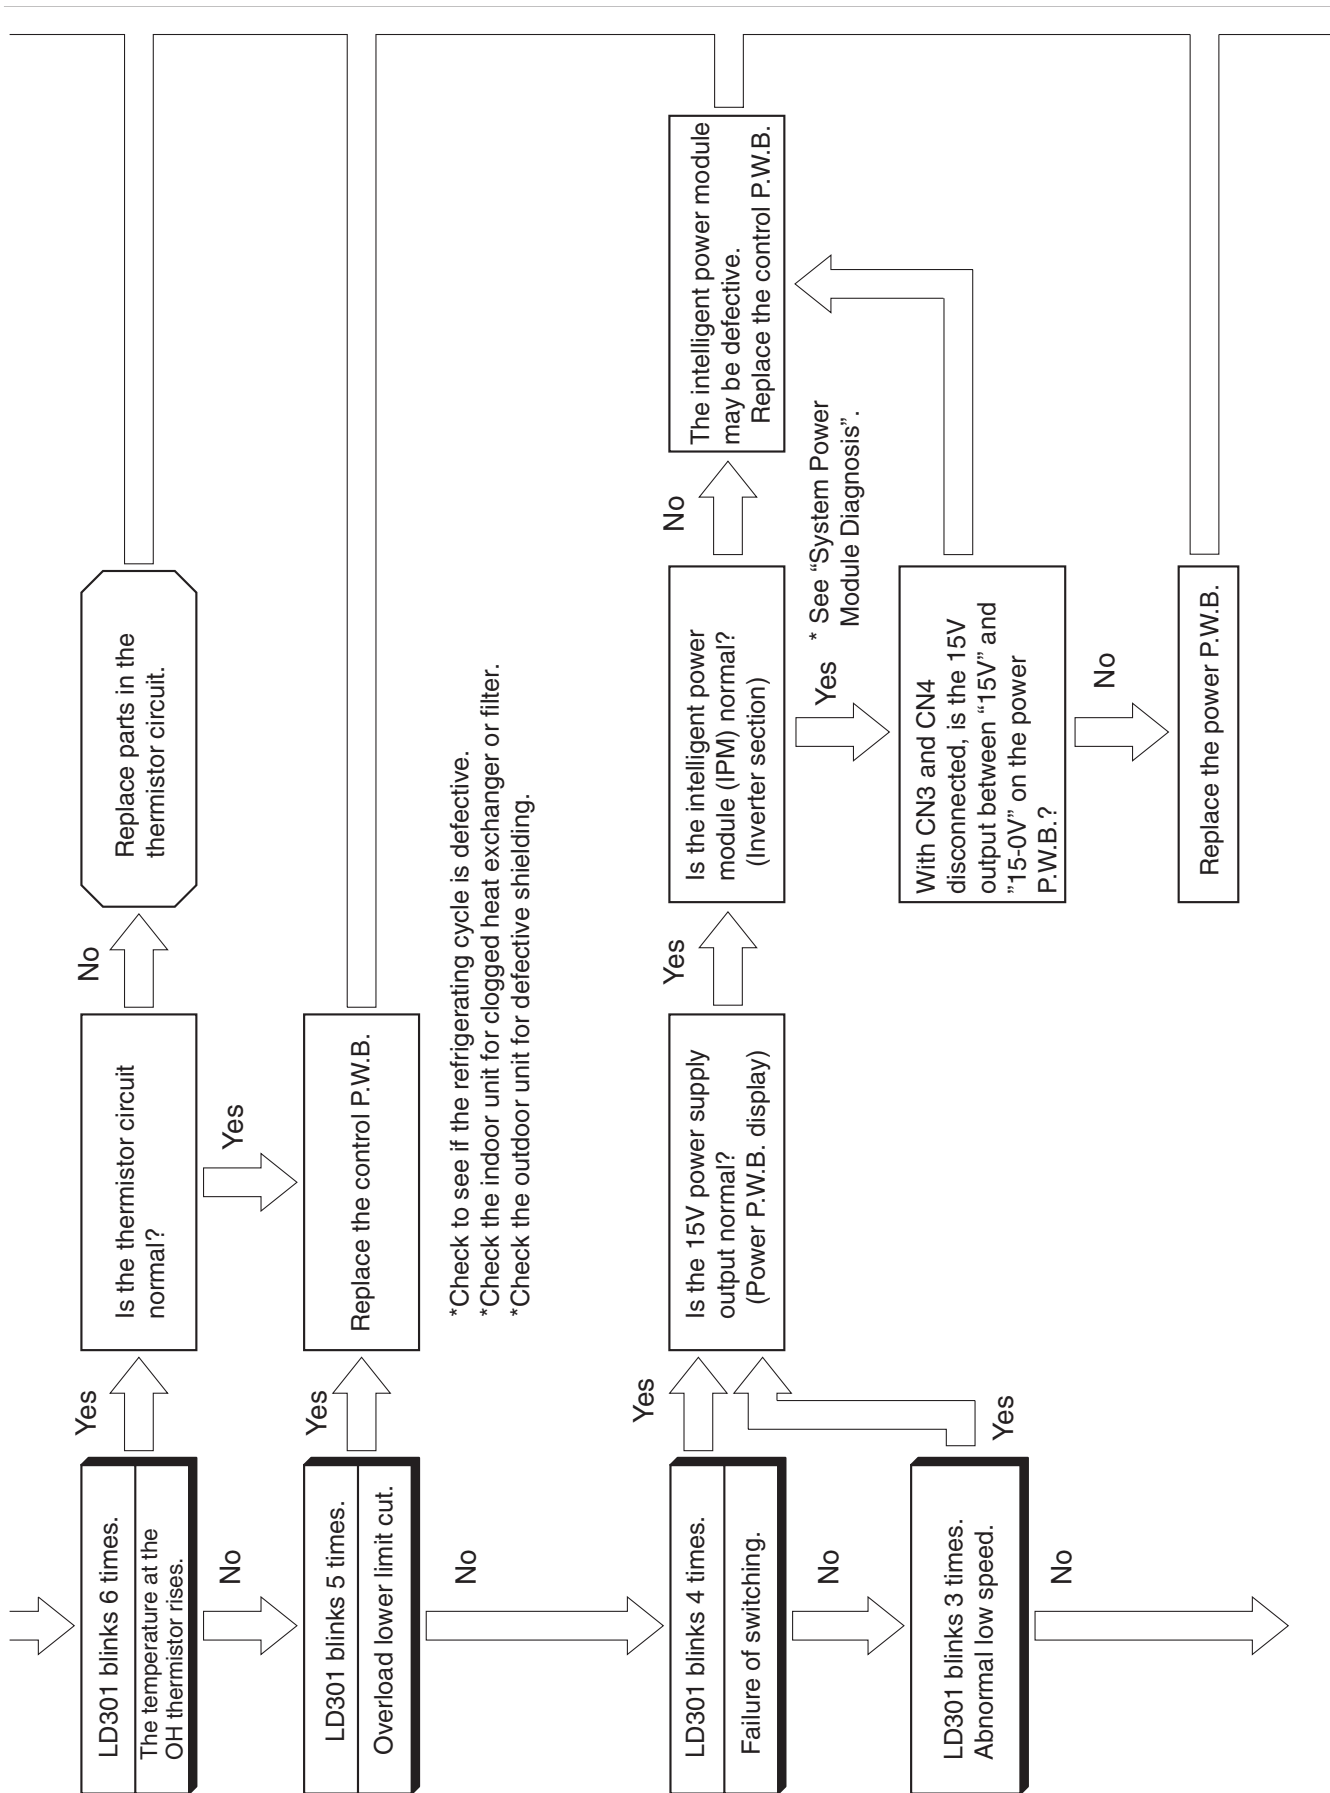 LD301 blinks 6 times.
The temperature at the
OH thermistor rises.
Yes
Is the thermistor circuit
normal?
No
Replace parts in the
thermistor circuit.
No
Yes
LD301 blinks 5 times.
Overload lower limit cut.
Yes
Replace the control P.W.B.
*Check to see if the refrigerating cycle is defective.
*Check the indoor unit for clogged heat exchanger or filter.
*Check the outdoor unit for defective shielding.
No
LD301 blinks 4 times.
Failure of switching.
Yes
Is the 15V power supply
output normal?
(Power P.W.B. display)
Yes
Is the intelligent power
module (IPM) normal?
(Inverter section)
No
The intelligent power module
may be defective.
Replace the control P.W.B.
Yes
* See “System Power
Module Diagnosis”.
No
LD301 blinks 3 times.
Abnormal low speed.
Yes
With CN3 and CN4
disconnected, is the 15V
output between “15V” and
”15-0V” on the power
P.W.B.?
No
Replace the power P.W.B.
No